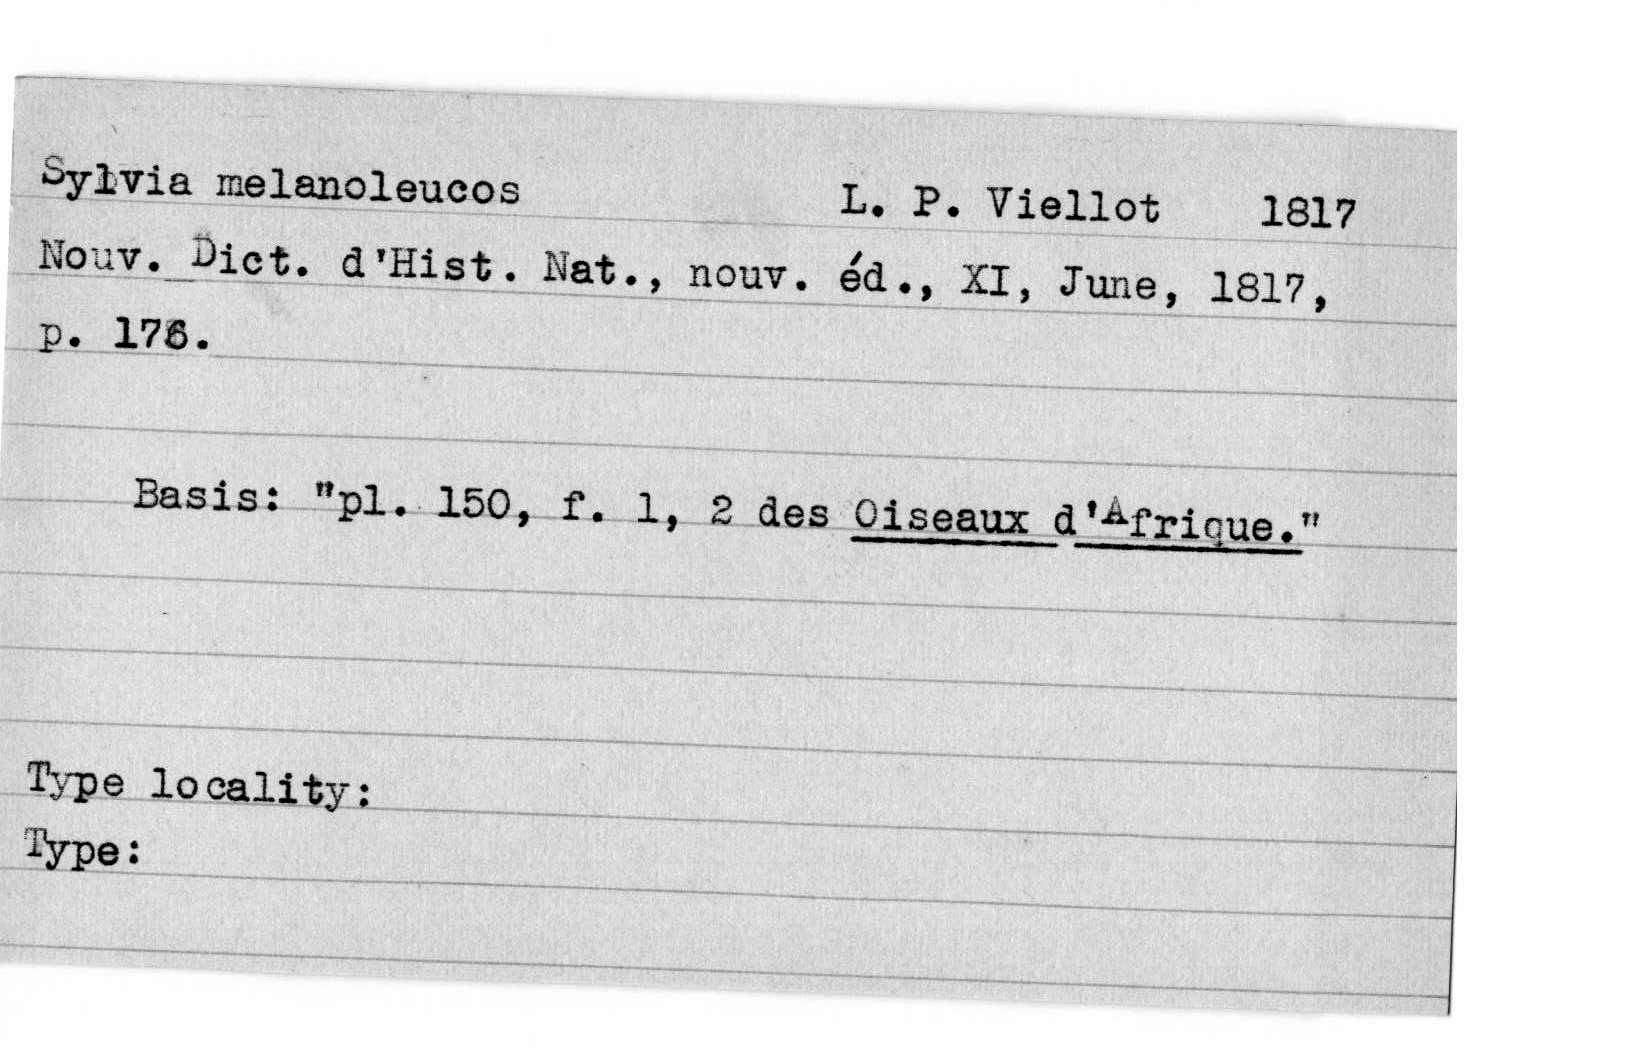 Sylvia melanoleucos L. P. Viellot 1817
Nouv. Dict. d'Hist. Nat., nouv. éd., XI, June, 1817,
p. 176.
Basis: "pl. 150, f. 1, 2 des Oiseaux d'Afrique."
Type locality:
Type: